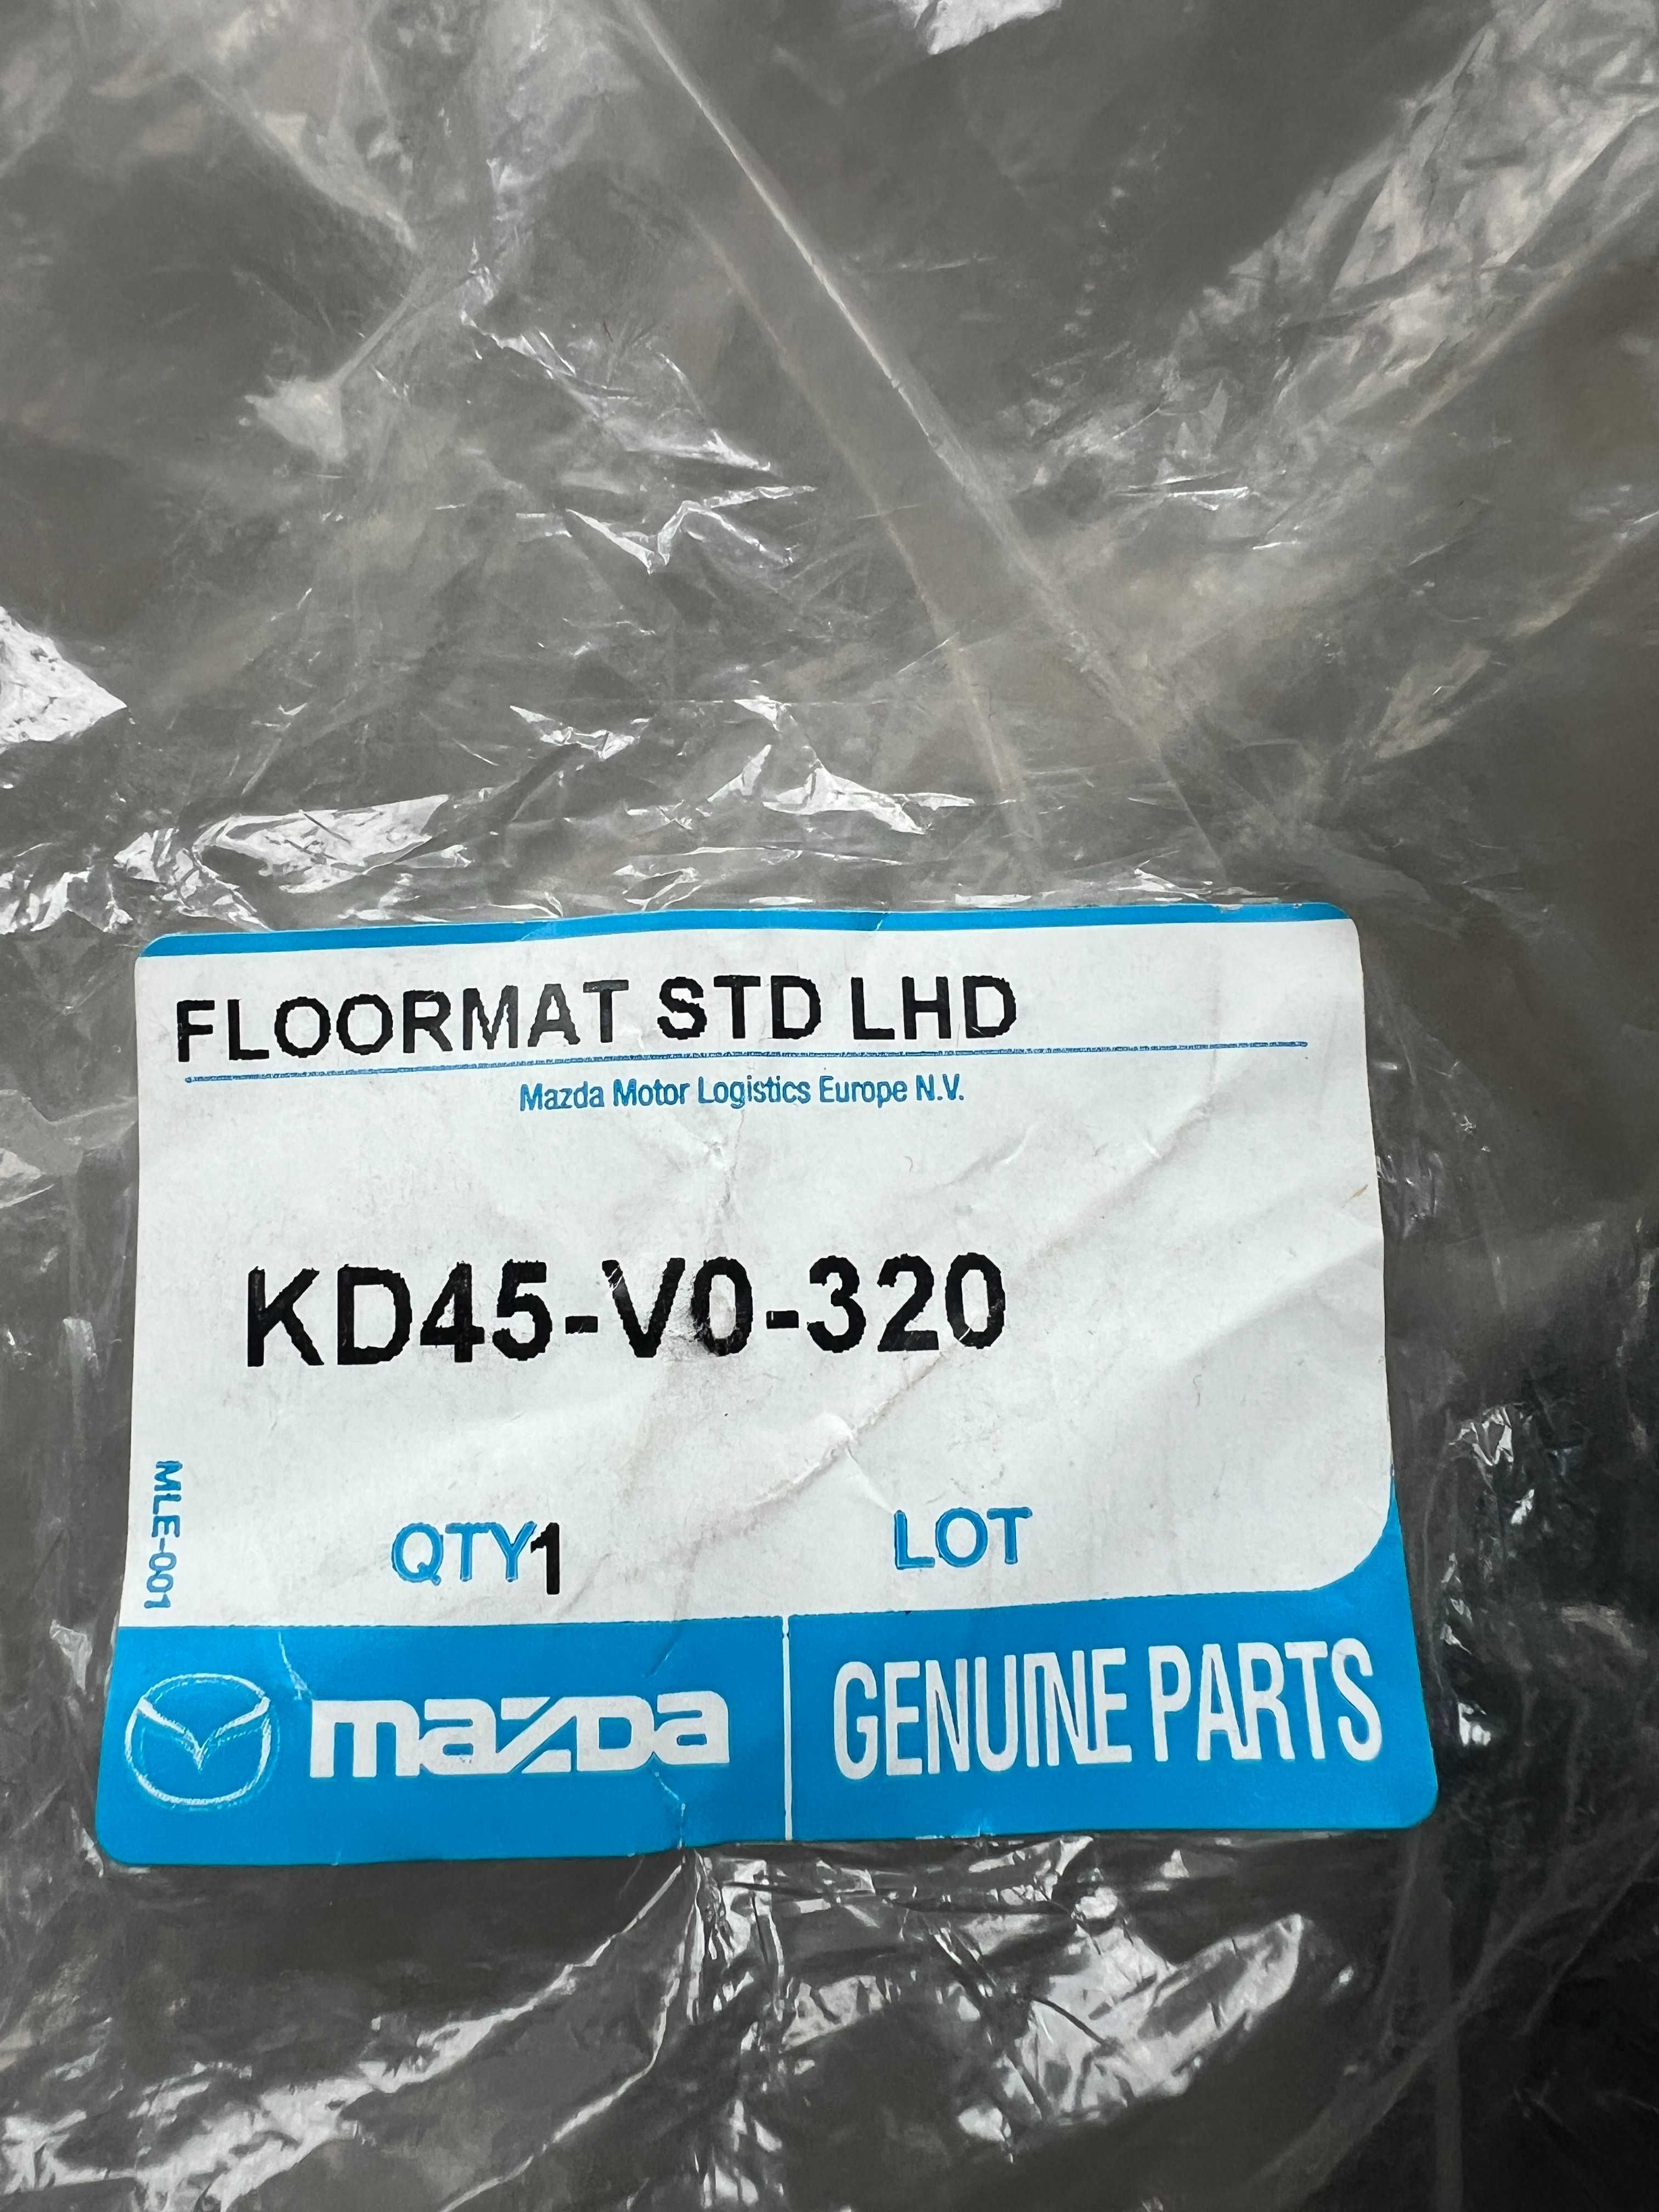 FLOORMAT STD LHD
Mazda Motor Logistics Europe N.V.
KD45-V0-320
MLE-001
QTY1 LOT
mazDa GENUINE PARTS